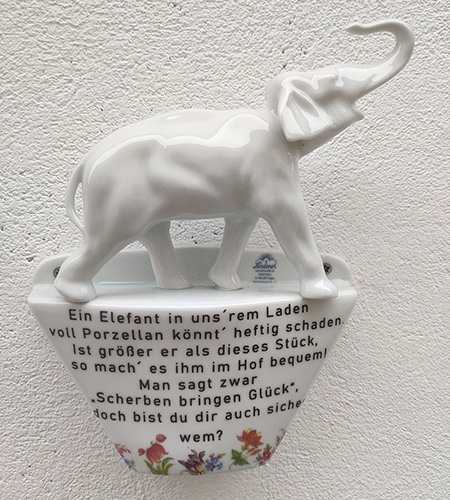 Ein Elefant in uns´rem Laden
voll Porzellan könnt´ heftig schaden
Ist größer er als dieses Stück,
so mach´ es ihm im Hof bequem!
Man sagt zwar
„Scherben bringen Glück“,
doch bist du dir auch sicher
wem?